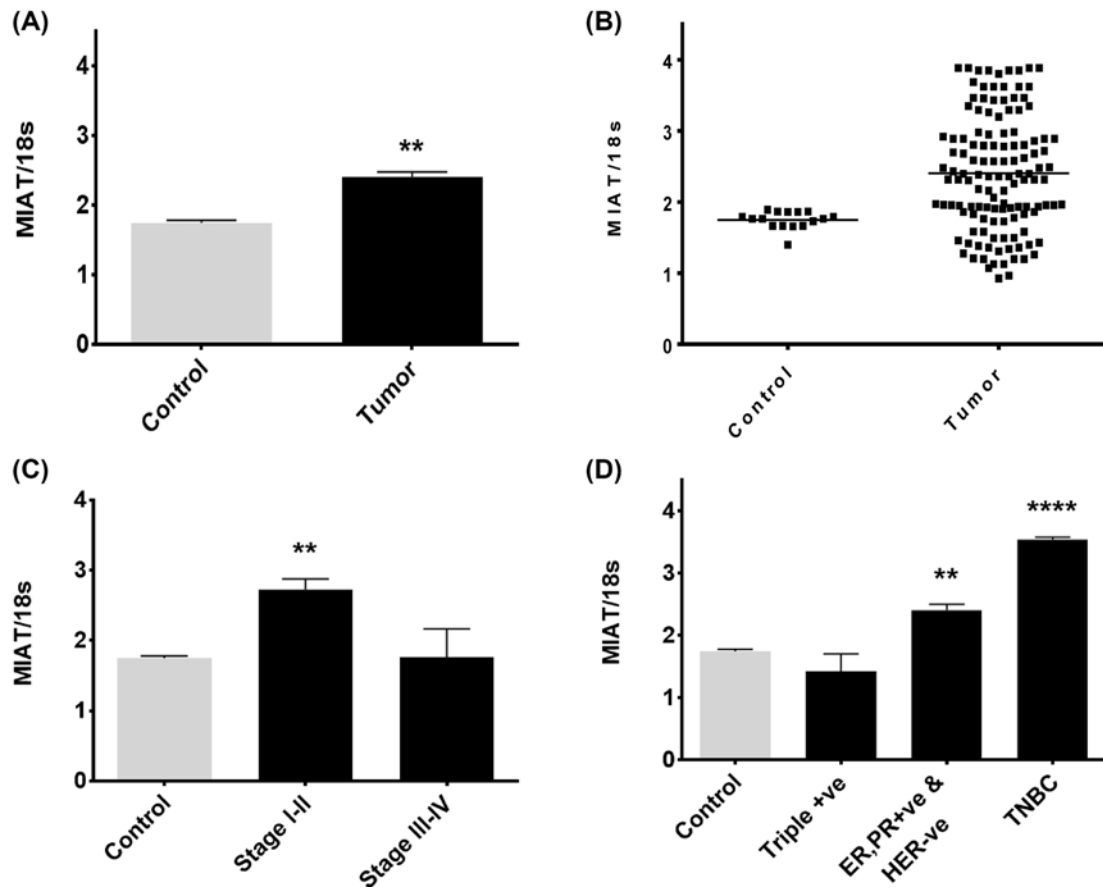 (A)
MIAT/18s
4
3
2
1
0
**
Control
Tumor
(B)
MIAT/18s
4
3
2
1
0
Control
Tumor
(C)
MIAT/18s
4
3
2
1
0
**
Control
Stage I-II
Stage III-IV
(D)
MIAT/18s
4
3
2
1
0
**
****
Control
Triple +ve
ER,PR+ve &
HER-ve
TNBC